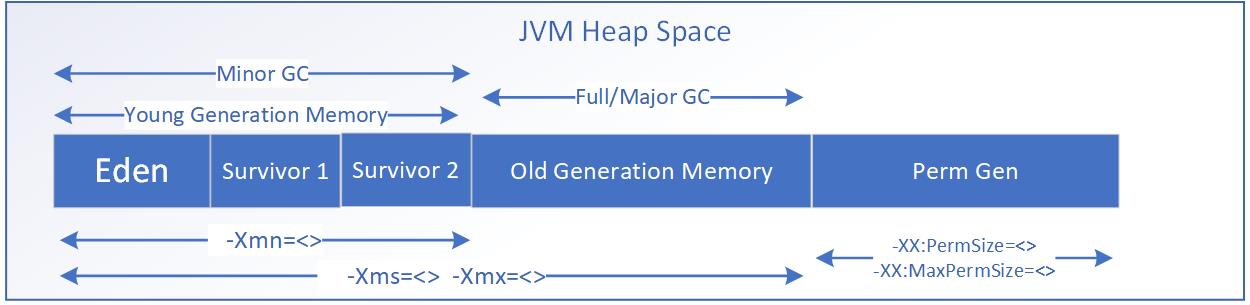 JVM Heap Space
Minor GC
Full/Major GC
Young Generation Memory
Eden
Survivor 1
Survivor 2
Old Generation Memory
Perm Gen
-Xmn=<>
-Xms=<> -Xmx=<>
-XX:PermSize=<>
-XX:MaxPermSize=<>